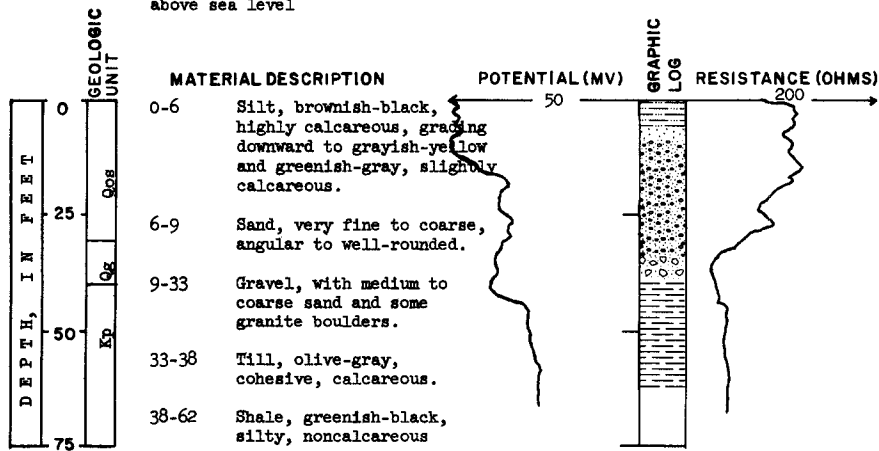 above sea level
GEOLOGIC
UNIT
MATERIAL DESCRIPTION
POTENTIAL (MV)
GRAPHIC
LOG
RESISTANCE (OHMS)
DEPTH, IN FEET
0
25
50
75
Qos
Qg
Kp
50
200
0-6 Silt, brownish-black,
highly calcareous, grading
downward to grayish-yellow
and greenish-gray, slightly
calcareous.
6-9 Sand, very fine to coarse,
angular to well-rounded.
9-33 Gravel, with medium to
coarse sand and some
granite boulders.
33-38 Till, olive-gray,
cohesive, calcareous.
38-62 Shale, greenish-black,
silty, noncalcareous